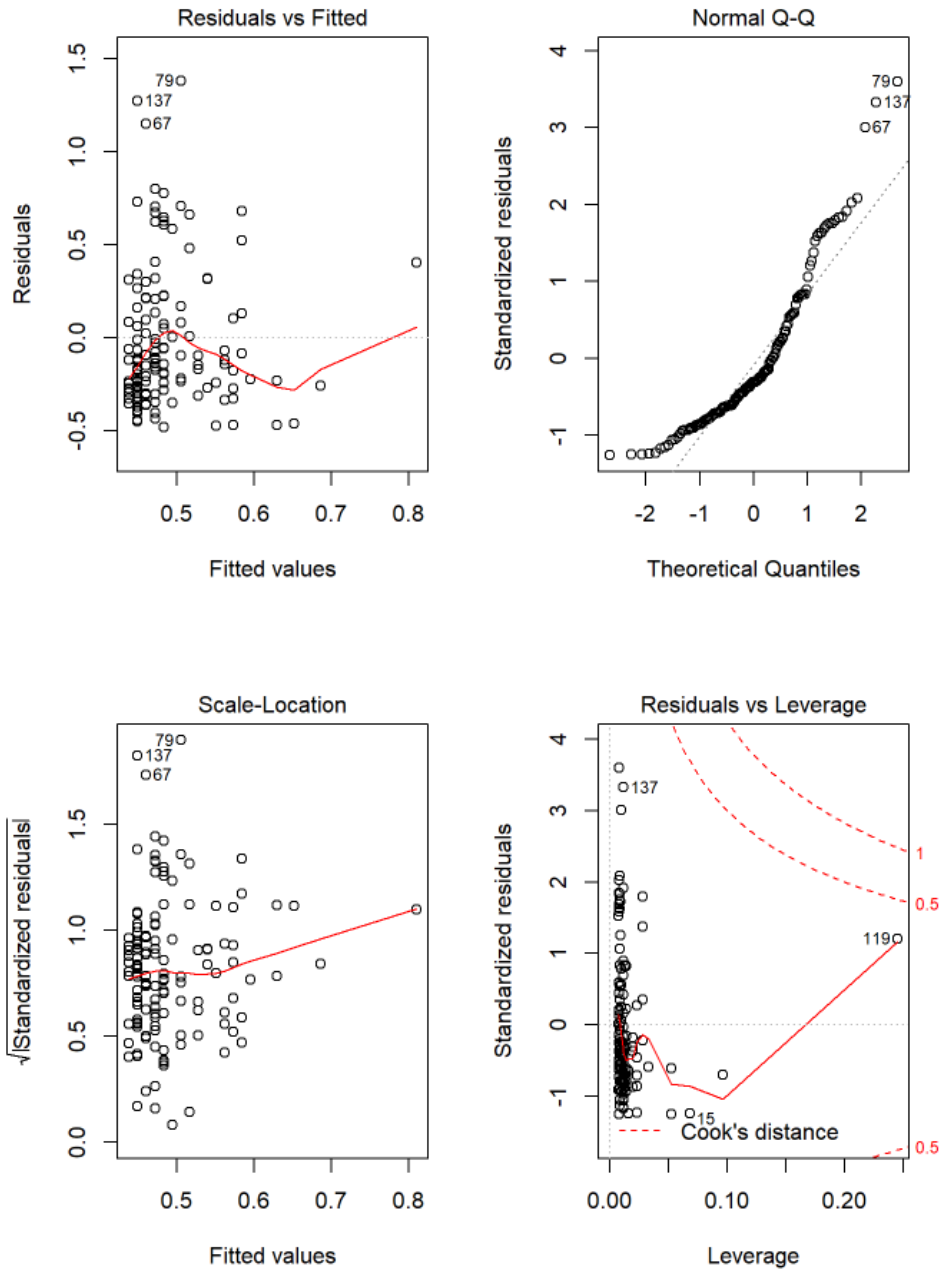 Residuals vs Fitted
Residuals
1.5
1.0
0.5
0.0
-0.5
79
137
67
0.5 0.6 0.7 0.8
Fitted values
Normal Q-Q
Standardized residuals
4
3
2
1
0
-1
79
137
67
-2 -1 0 1 2
Theoretical Quantiles
Scale-Location
√|Standardized residuals|
1.5
1.0
0.5
0.0
79
137
67
0.5 0.6 0.7 0.8
Fitted values
Residuals vs Leverage
Standardized residuals
4
3
2
1
0
-1
137
1
0.5
119
15
Cook's distance
0.5
0.00 0.10 0.20
Leverage